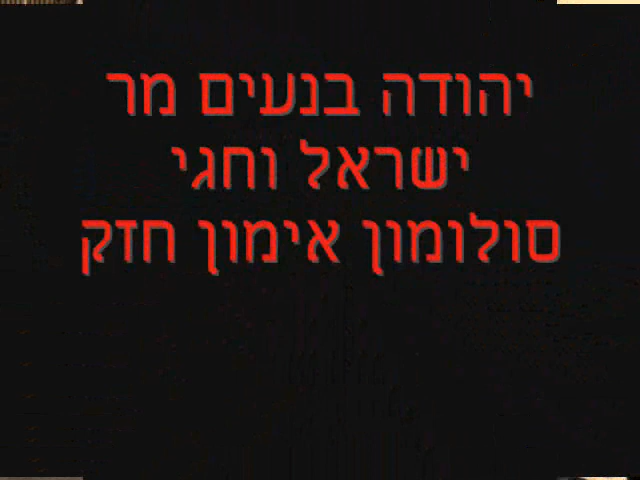 יהודה בנעים מר
ישראל וחגי
סולומון אימון חזק